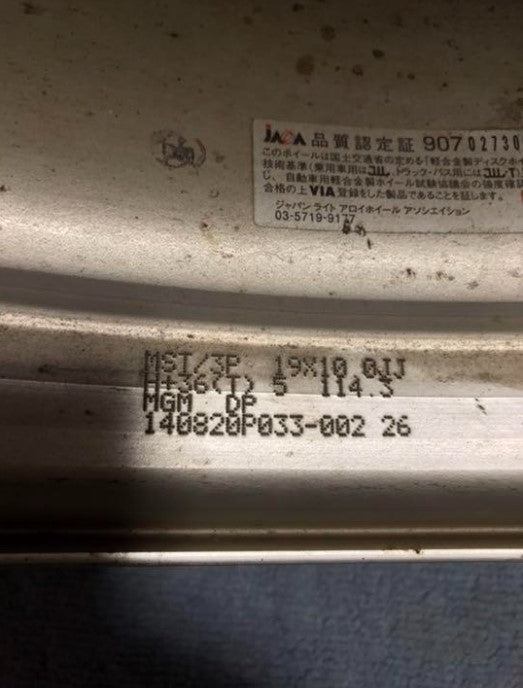 JAWA 品質認定証 907 02730
このホイールは国土交通省の定める「軽合金製ディスクホ
技術基準(乗用車用にはJWL、トラック・バス用にはJWL-T)
じ、自動車用軽合金製ホイール試験協議会の強度確
合格の上VIA登録をした製品であることを証します。
ジャパン ライト アロイホイール アソシエイション
03-5719-9177
MST/3P. 19X10 0JJ
H+36(T) 5 114.3
MGM DP
140820P033-002 26